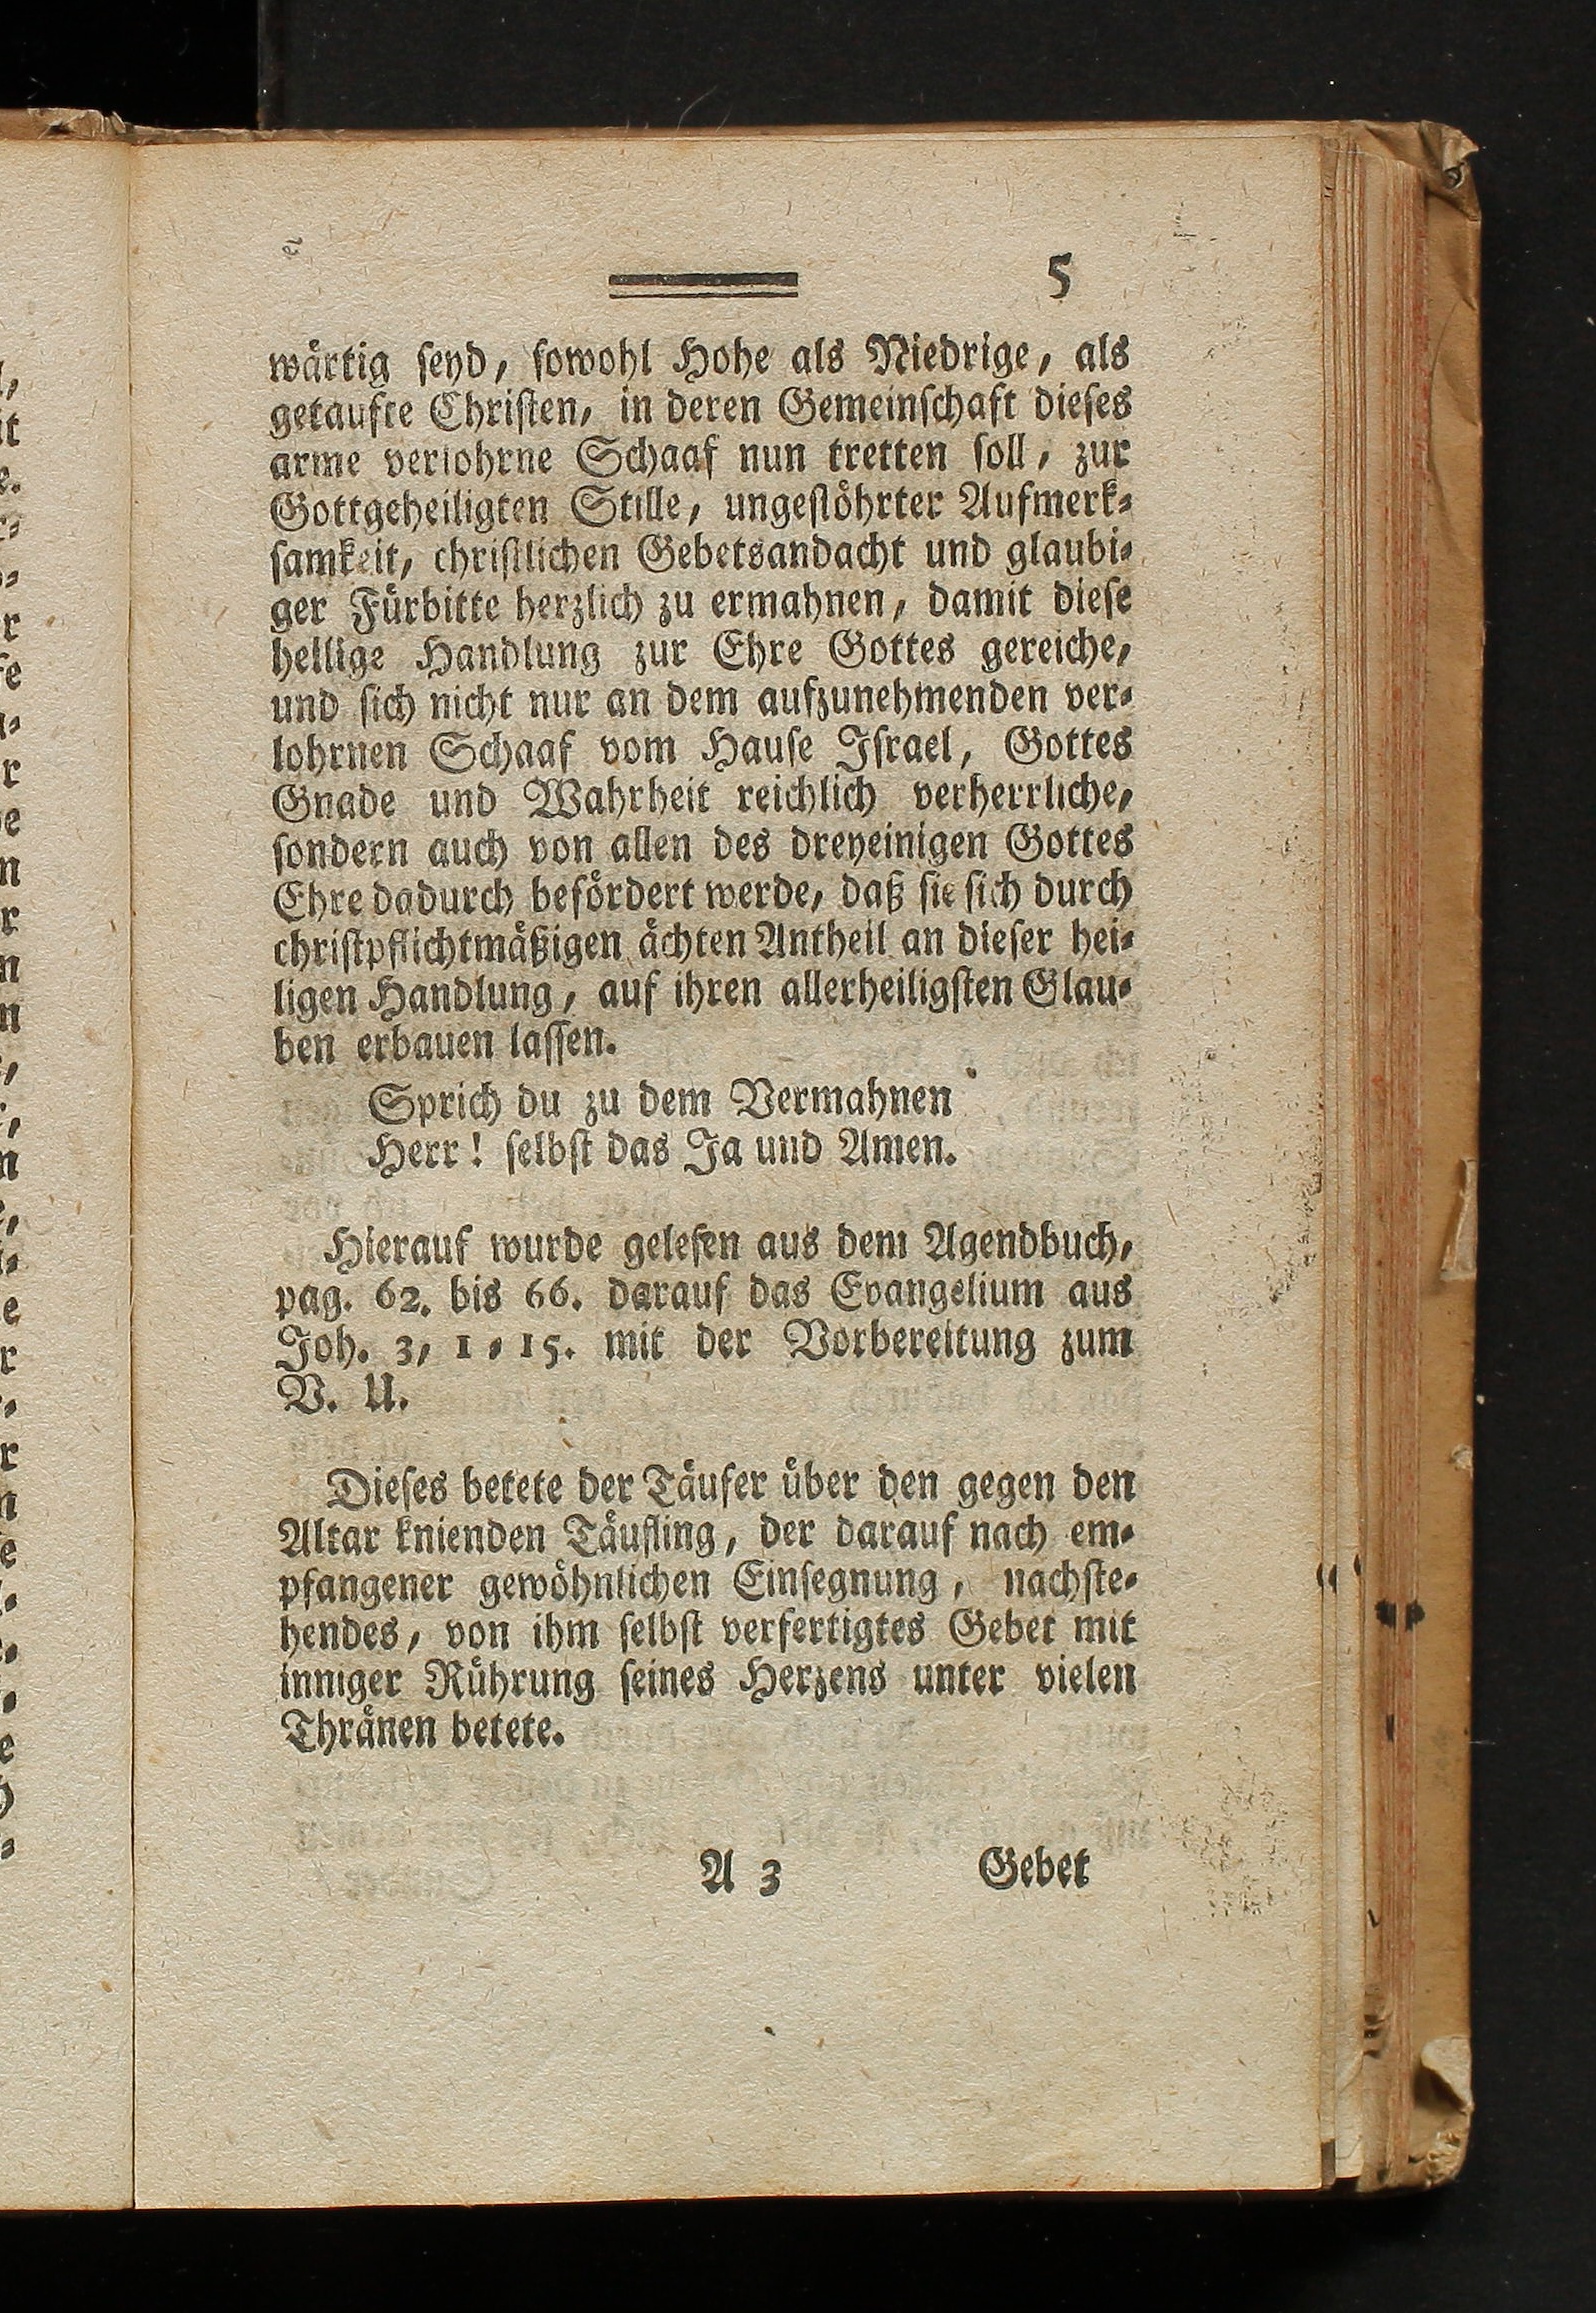 5
wärtig seyd, sowohl Hohe als Niedrige, als
getaufte Christen, in deren Gemeinschaft dieses
arme verlohrne Schaaf nun tretten soll, zur
Gottgeheiligten Stille, ungestöhrter Aufmerk-
samkeit, christlichen Gebetsandacht und glaubi-
ger Fürbitte herzlich zu ermahnen, damit diese
heilige Handlung zur Ehre Gottes gereiche,
und sich nicht nur an dem aufzunehmenden ver-
lohrnen Schaaf vom Hause Israel, Gottes
Gnade und Wahrheit reichlich verherrliche,
sondern auch von allen des dreyeinigen Gottes
Ehre dadurch befördert werde, daß sie sich durch
christpflichtmäßigen ächten Antheil an dieser hei-
ligen Handlung, auf ihren allerheiligsten Glau-
ben erbauen lassen.
Sprich du zu dem Vermahnen
Herr! selbst das Ja und Amen.
Hierauf wurde gelesen aus dem Agendbuch,
pag. 62. bis 66. darauf das Evangelium aus
Joh. 3, 1-15. mit der Vorbereitung zum
V. U.
Dieses betete der Täufer über den gegen den
Altar knienden Täufling, der darauf nach em-
pfangener gewöhnlichen Einsegnung, nachste-
hendes, von ihm selbst verfertigtes Gebet mit
inniger Rührung seines Herzens unter vielen
Thränen betete.
A 3 Gebet